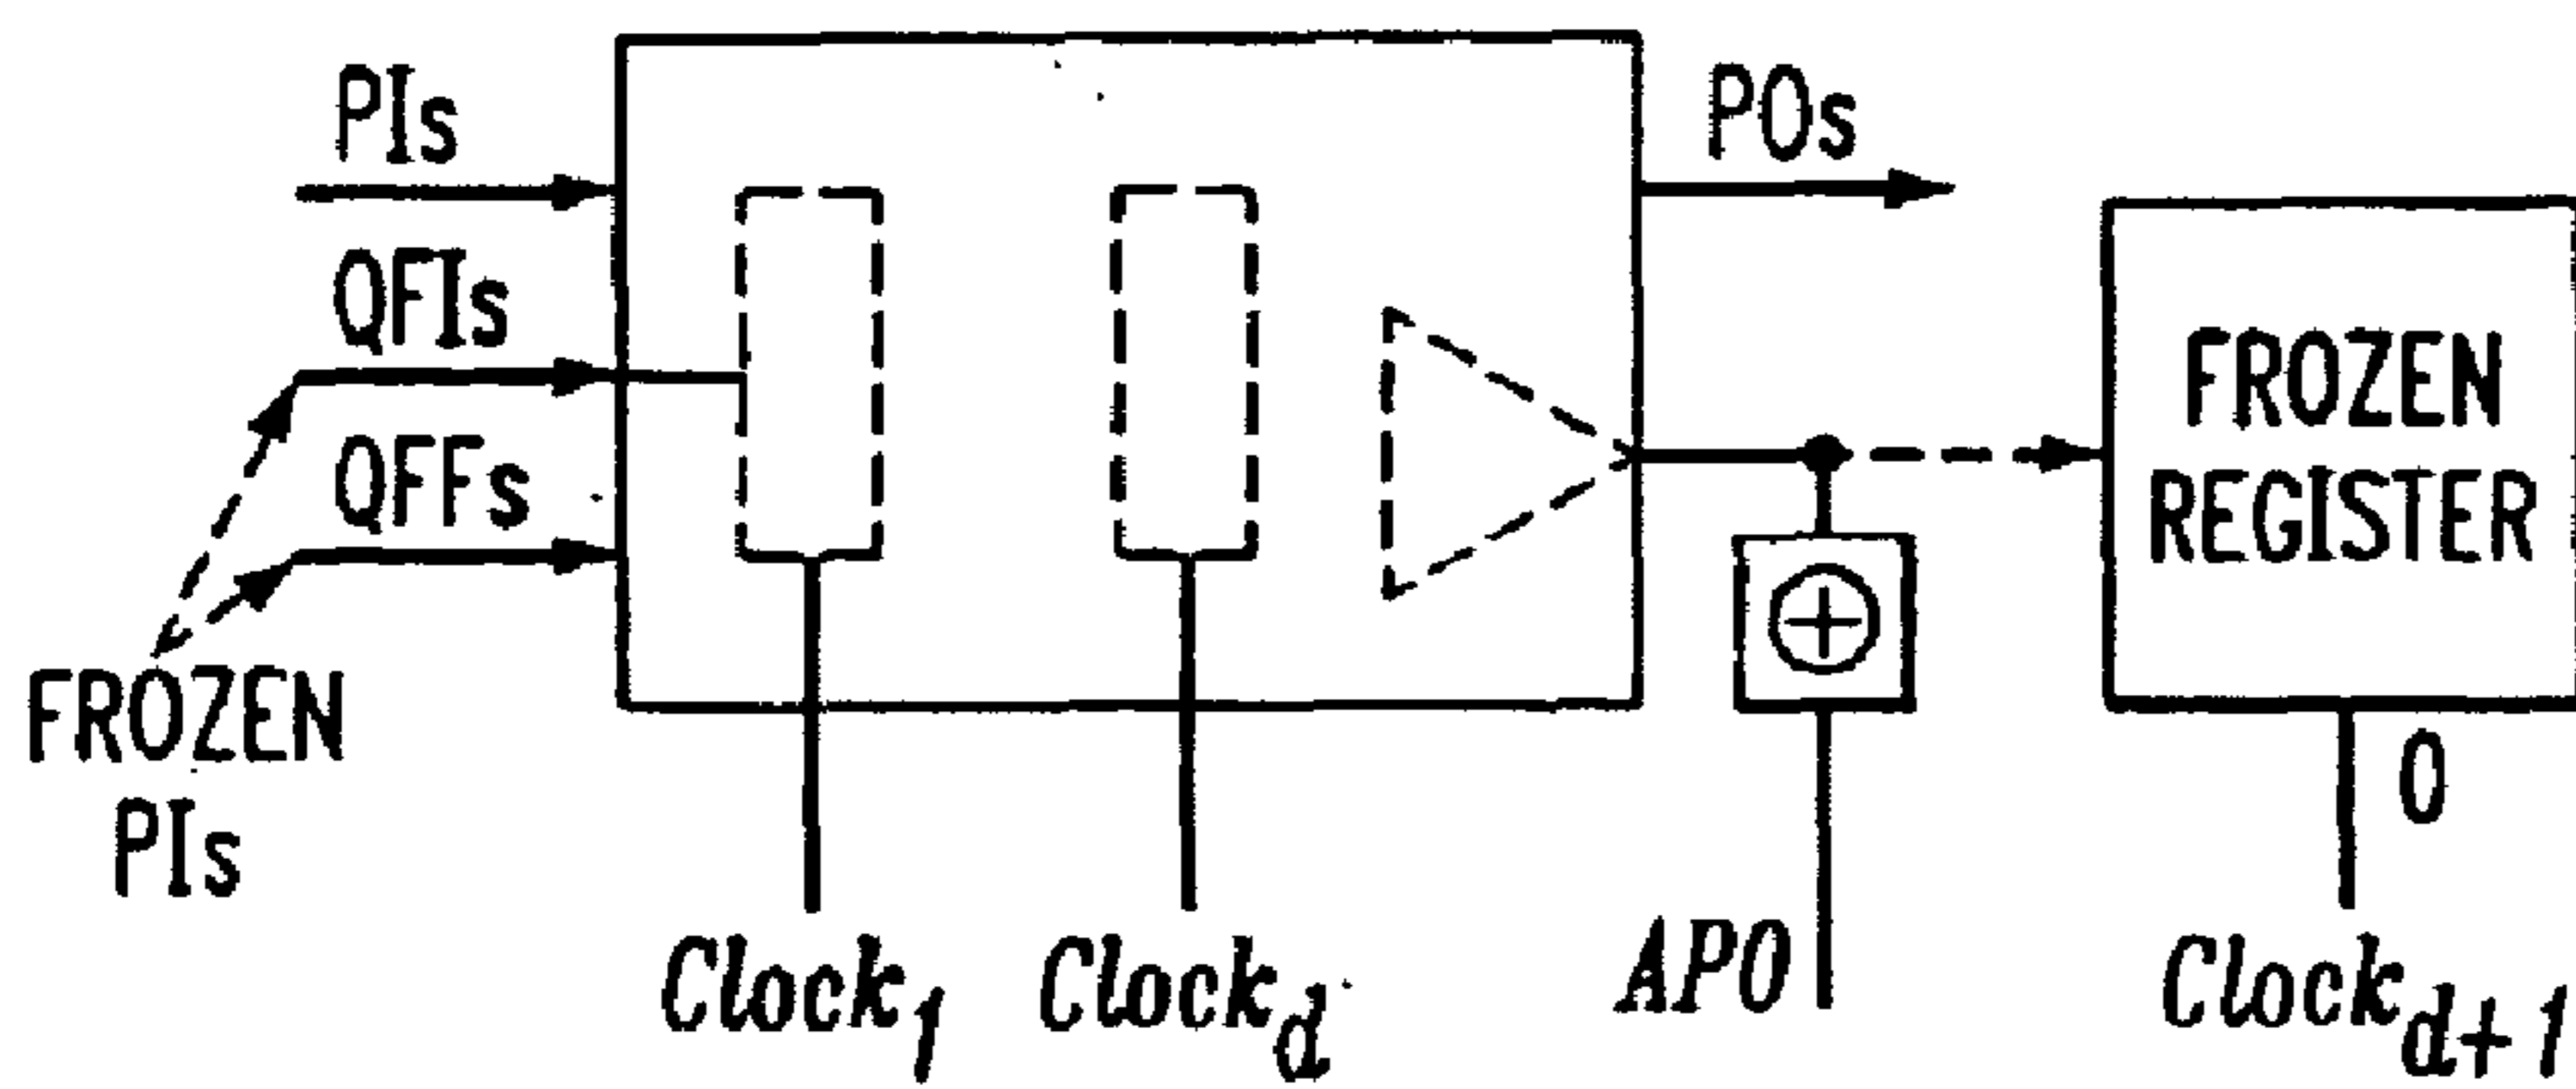 PIs
POs
QFIs
QFFs
FROZEN
REGISTER
FROZEN
PIs
0
Clock1
Clockd
APO
Clockd+1